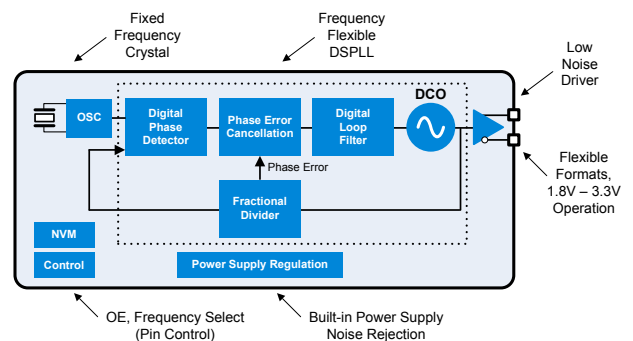 Fixed
Frequency
Crystal
Frequency
Flexible
DSPLL
Low
Noise
Driver
OSC
Digital
Phase
Detector
Phase Error
Cancellation
Digital
Loop
Filter
DCO
Phase Error
Fractional
Divider
Flexible
Formats,
1.8V – 3.3V
Operation
NVM
Control
Power Supply Regulation
OE, Frequency Select
(Pin Control)
Built-in Power Supply
Noise Rejection